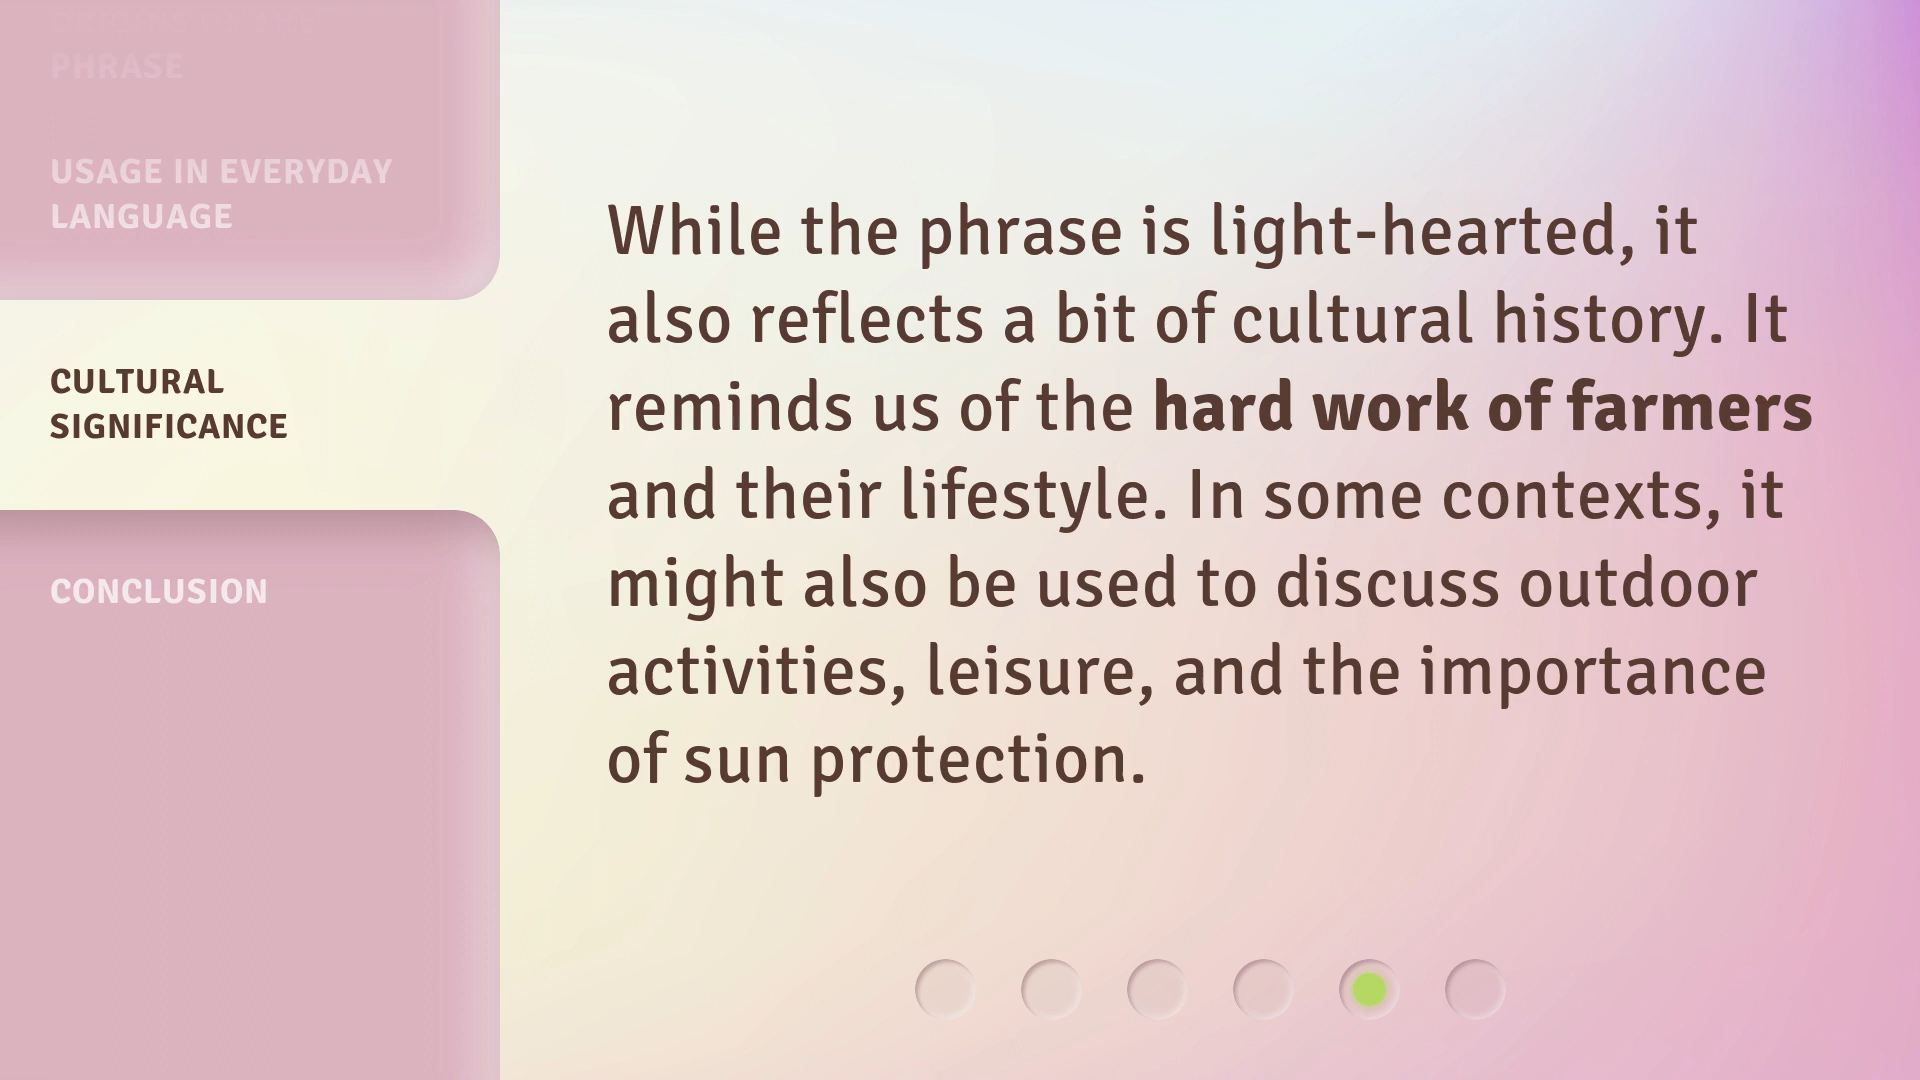 PHRASE
USAGE IN EVERYDAY
LANGUAGE
CULTURAL
SIGNIFICANCE
CONCLUSION
While the phrase is light-hearted, it
also reflects a bit of cultural history. It
reminds us of the hard work of farmers
and their lifestyle. In some contexts, it
might also be used to discuss outdoor
activities, leisure, and the importance
of sun protection.